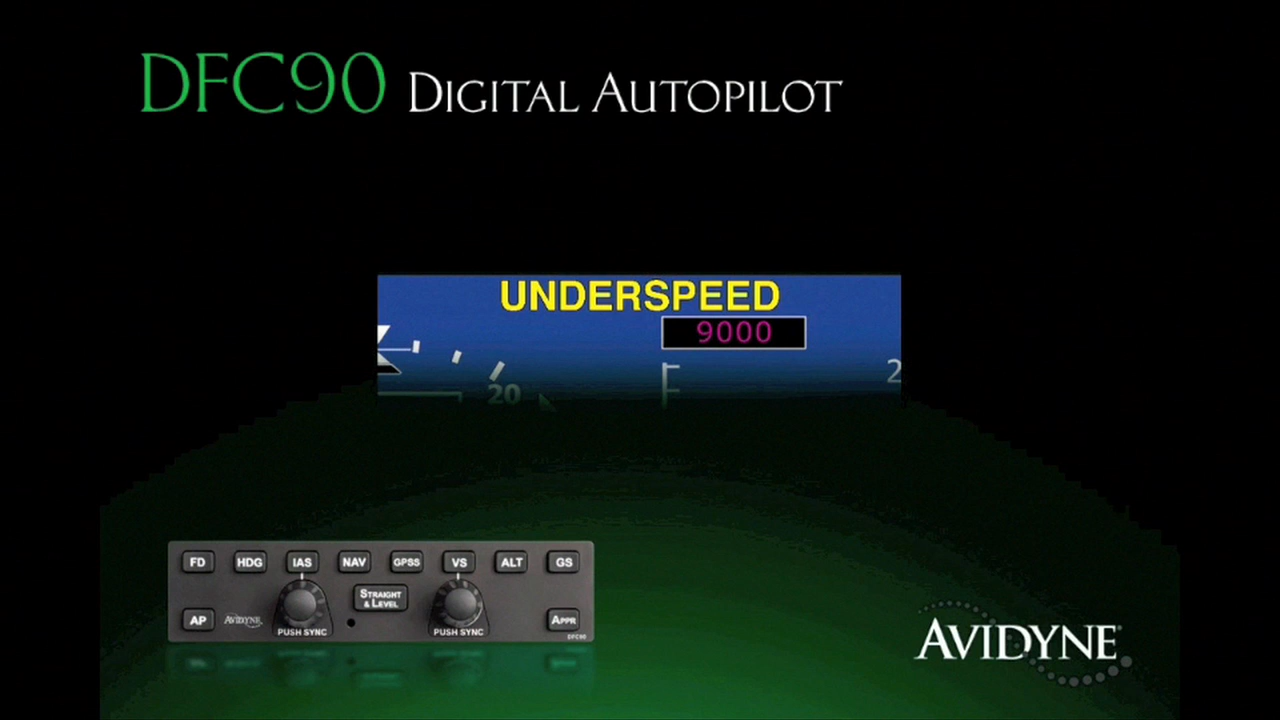 DFC90 DIGITAL AUTOPILOT
UNDERSPEED
9000
20
2
FD HDG IAS NAV GPSS VS ALT GS
STRAIGHT
& LEVEL
AP AVIDYNE APPR
PUSH SYNC PUSH SYNC
DFC90
AVIDYNE